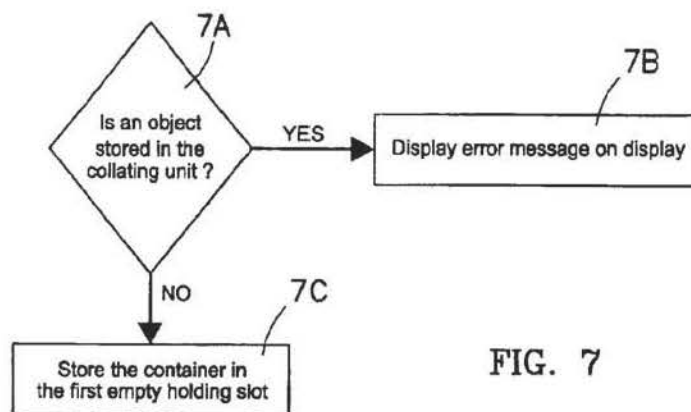 7A
7B
Is an object
stored in the
collating unit ?
YES
Display error message on display
NO
7C
Store the container in
the first empty holding slot
FIG. 7